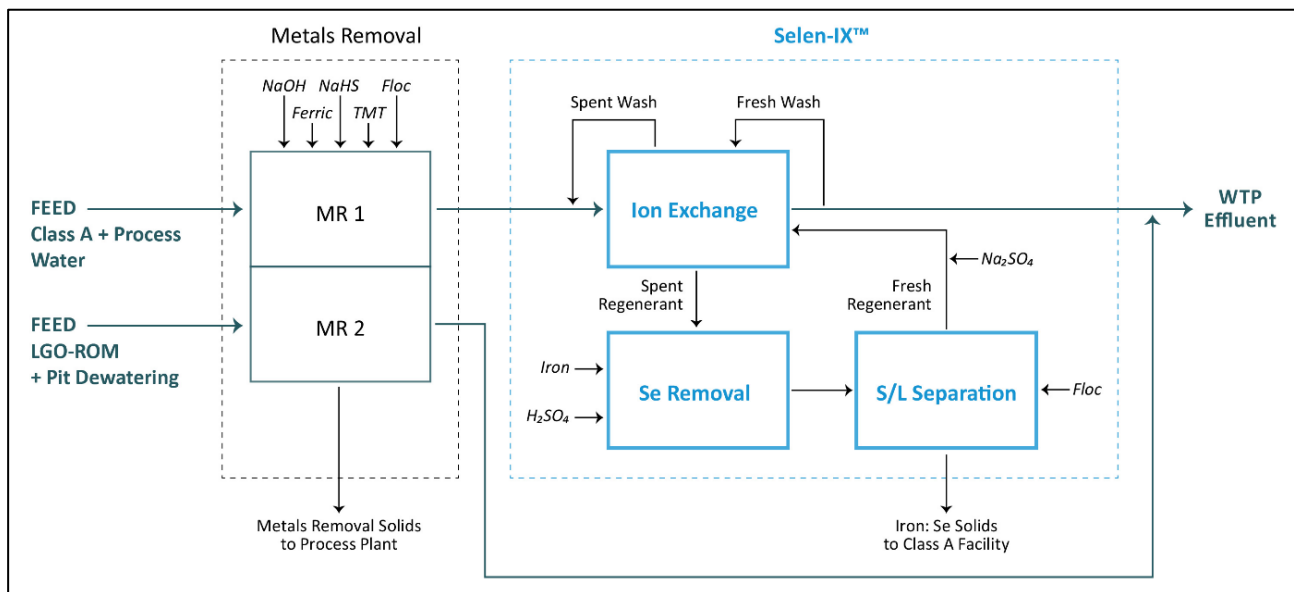 Metals Removal
Selen-IX™
NaOH
NaHS
Floc
Ferric
TMT
Spent Wash
Fresh Wash
FEED
Class A + Process
Water
MR 1
Ion Exchange
WTP
Effluent
Na₂SO₄
Spent
Regenerant
Fresh
Regenerant
FEED
LGO-ROM
+ Pit Dewatering
MR 2
Iron
H₂SO₄
Se Removal
S/L Separation
Floc
Metals Removal Solids
to Process Plant
Iron: Se Solids
to Class A Facility